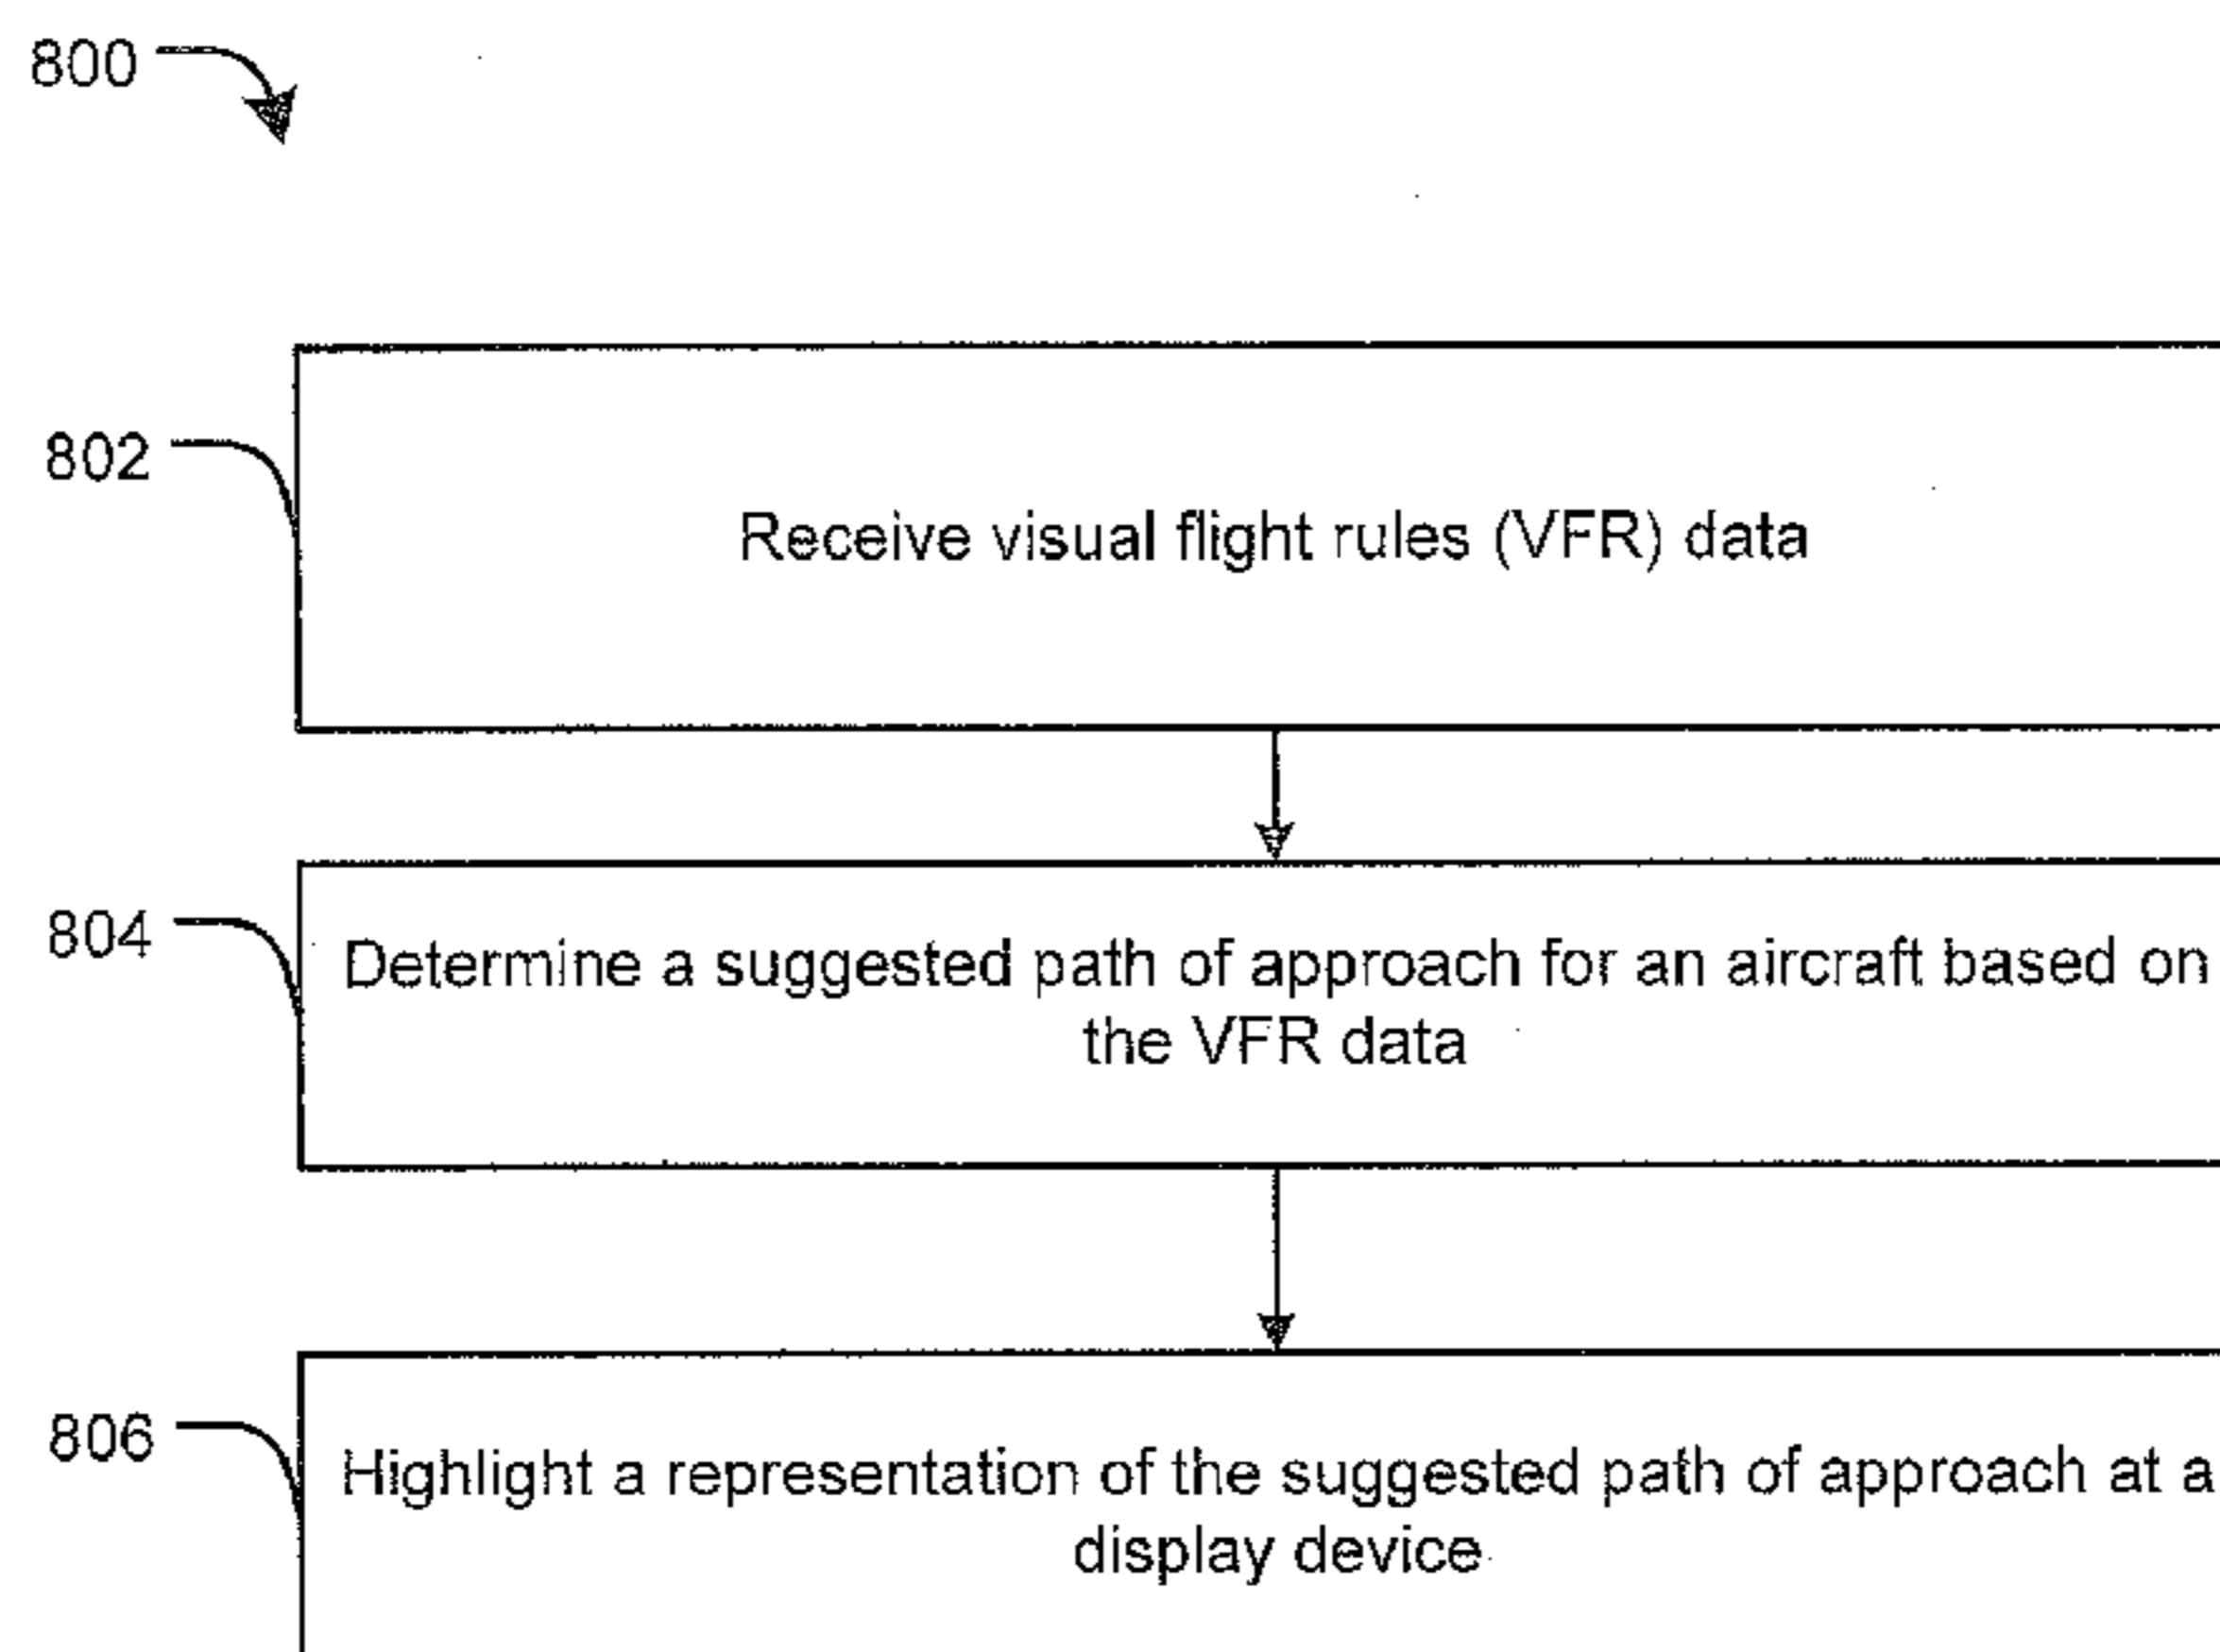 800
802
Receive visual flight rules (VFR) data
804
Determine a suggested path of approach for an aircraft based on
the VFR data
806
Highlight a representation of the suggested path of approach at a
display device